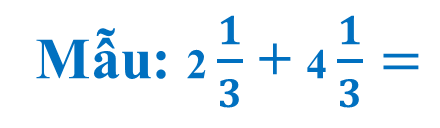 Mẫu: 2 1/3 + 4 1/3 =